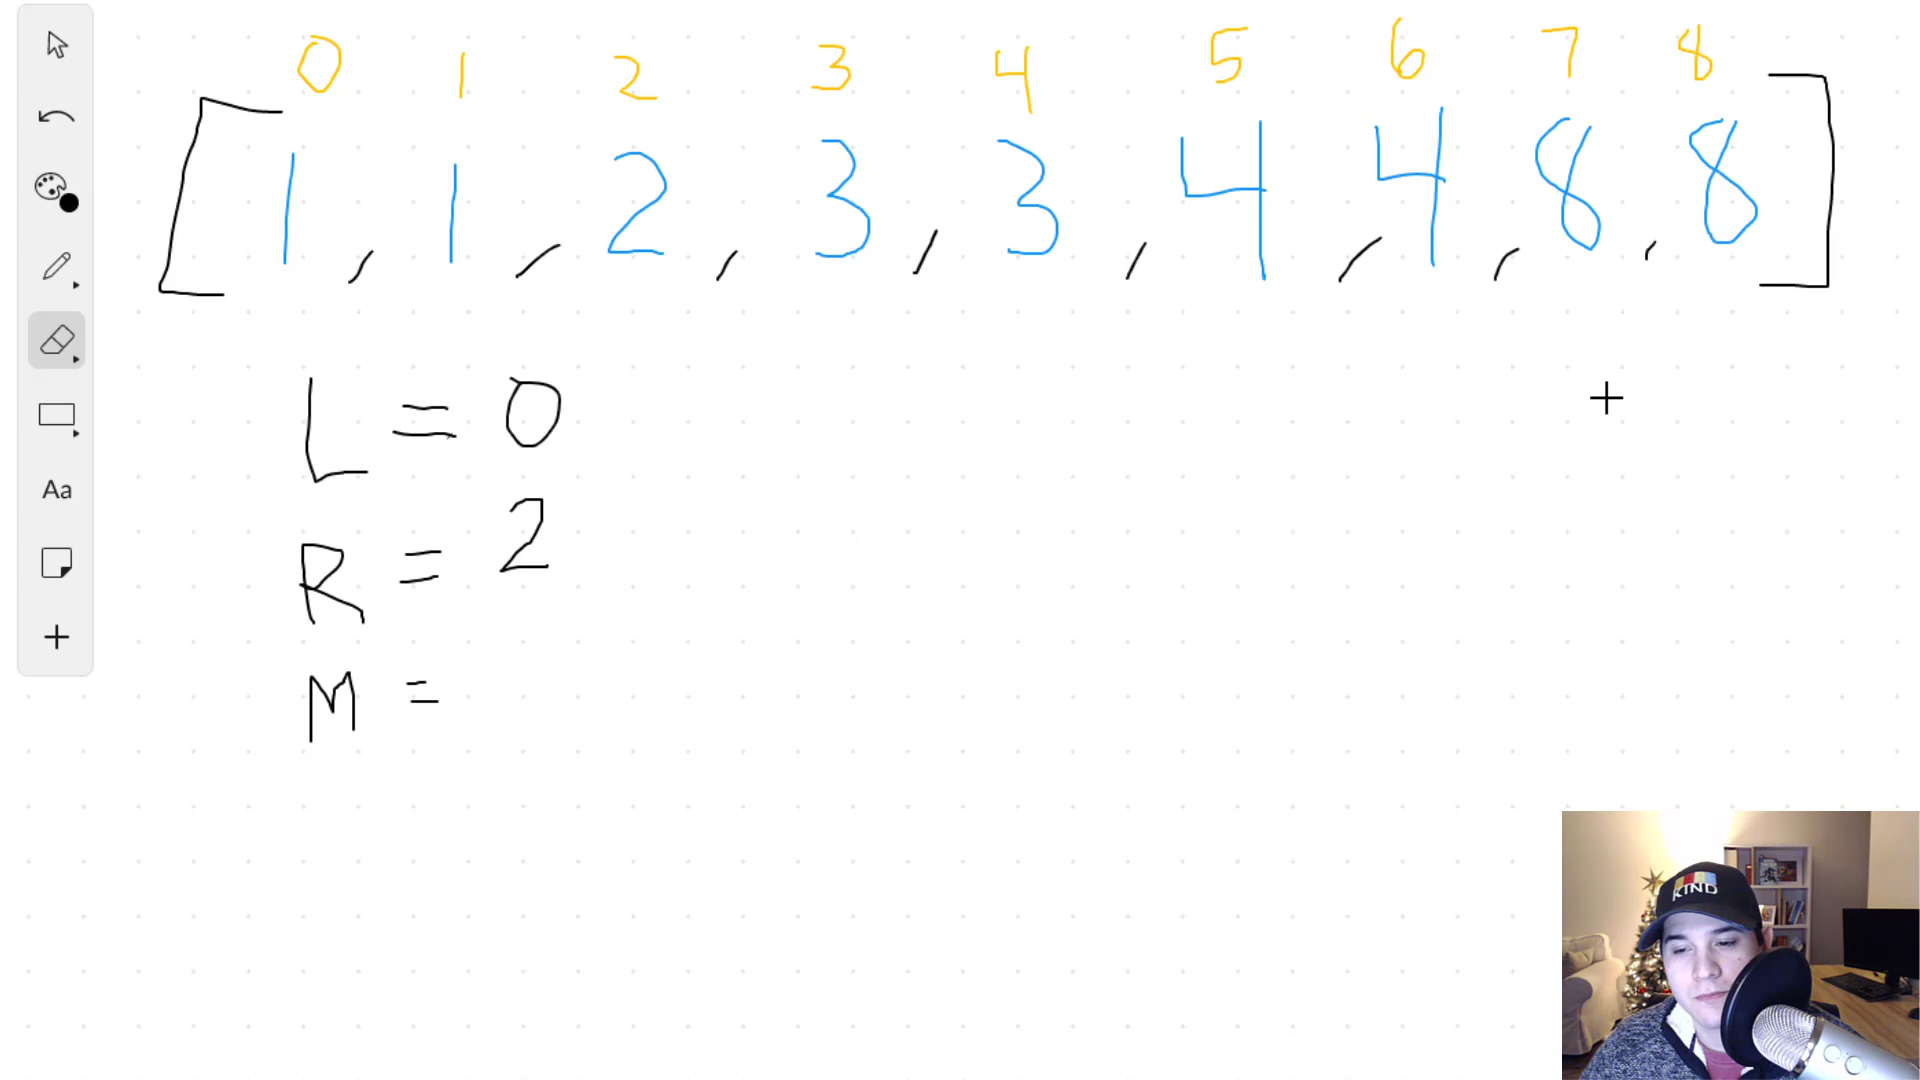 0 1 2 3 4 5 6 7 8
[1, 1, 2, 3, 3, 4, 4, 8, 8]
L = 0
R = 2
M =
Aa
KIND